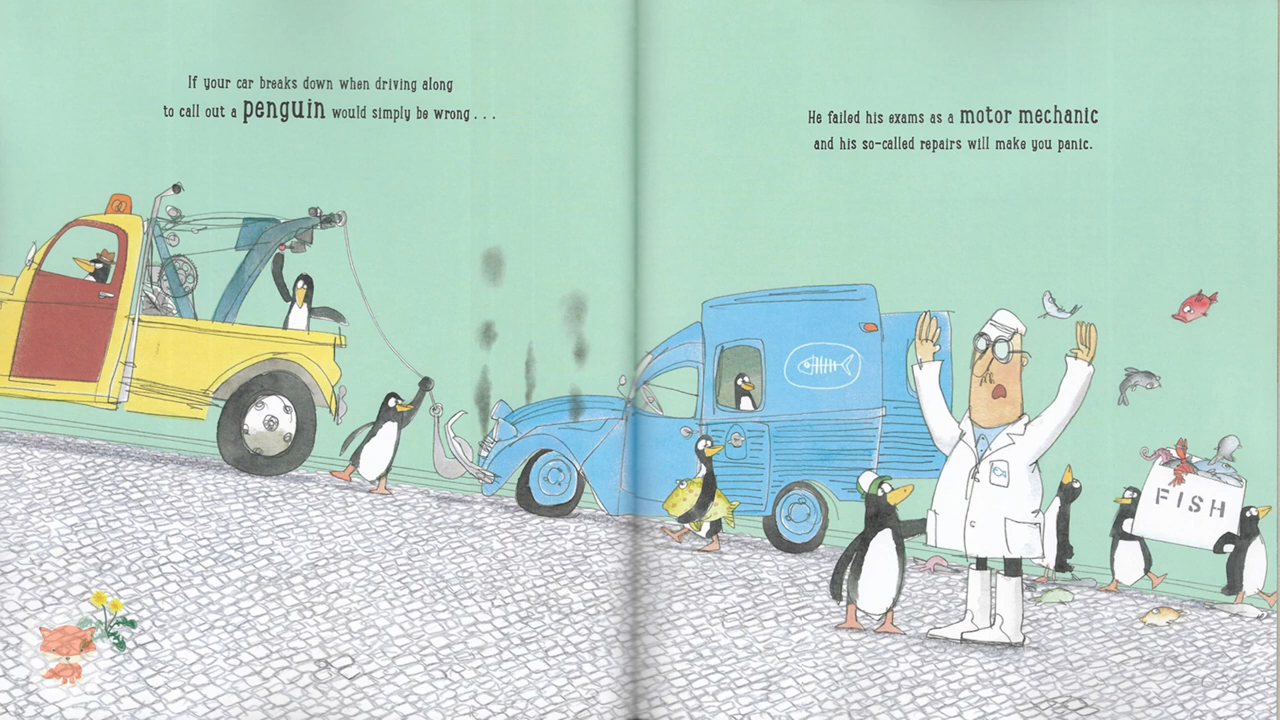 If your car breaks down when driving along
to call out a penguin would simply be wrong . . .
He failed his exams as a motor mechanic
and his so-called repairs will make you panic.
FISH